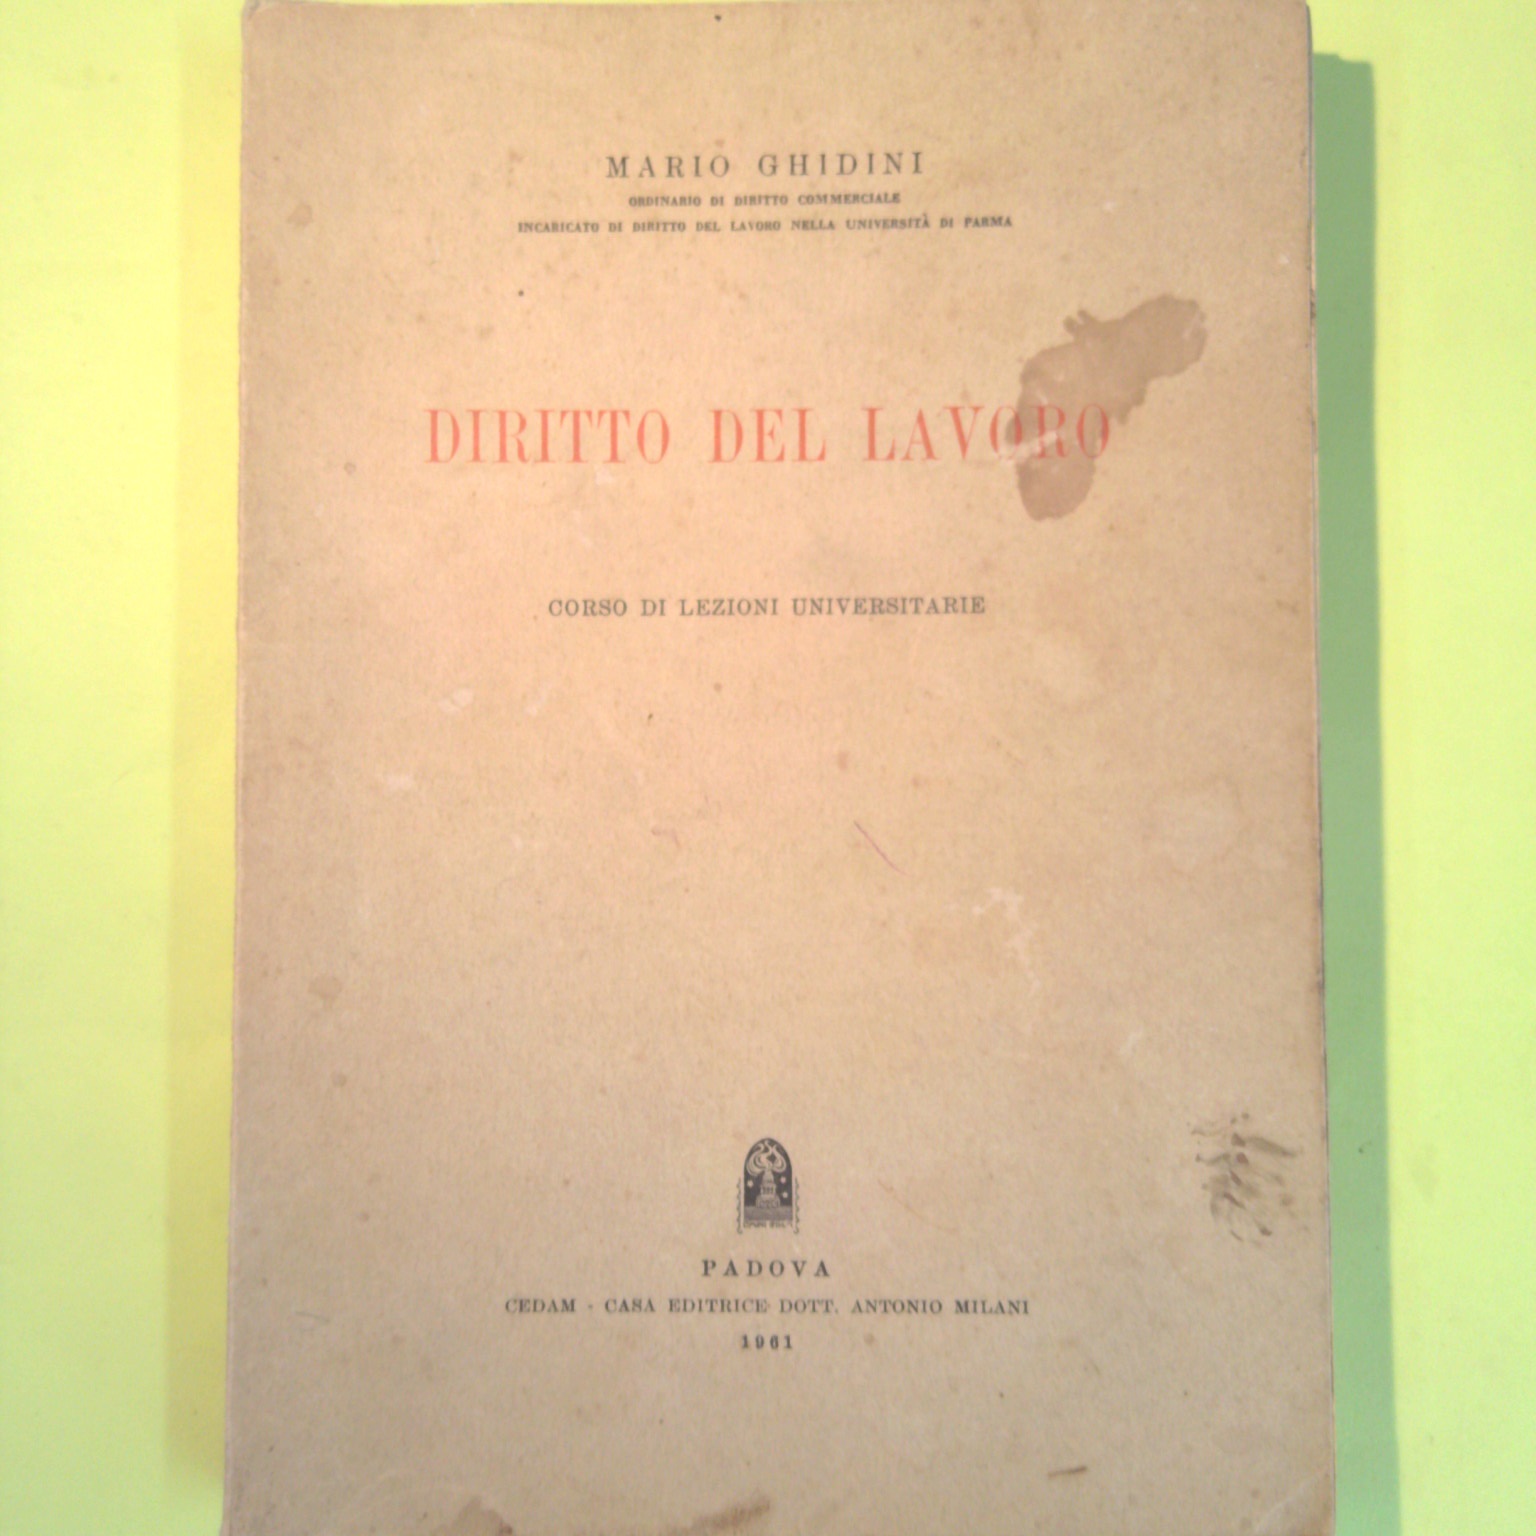 MARIO GHIDINI
ORDINARIO DI DIRITTO COMMERCIALE
INCARICATO DI DIRITTO DEL LAVORO NELLA UNIVERSITÀ DI PARMA
DIRITTO DEL LAVORO
CORSO DI LEZIONI UNIVERSITARIE
PADOVA
CEDAM - CASA EDITRICE DOTT. ANTONIO MILANI
1961